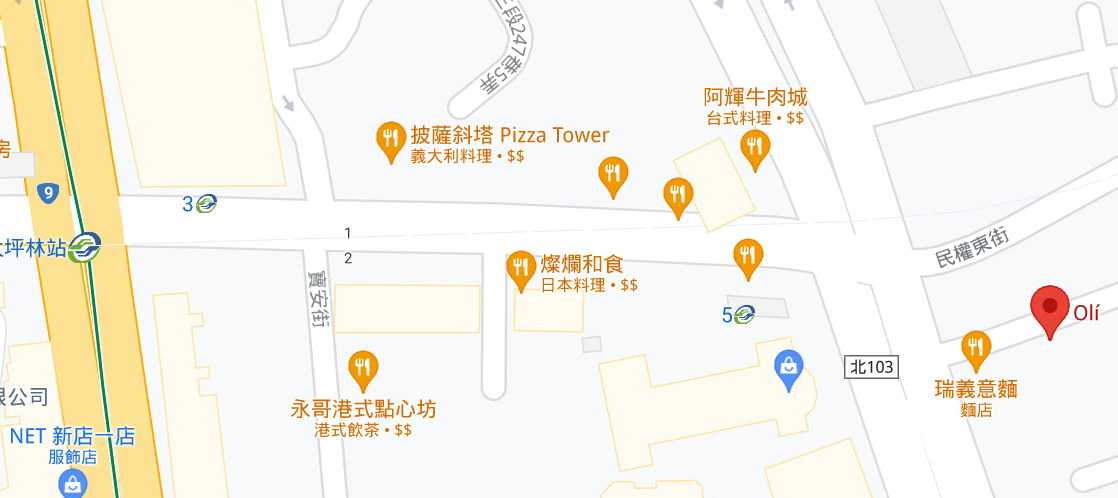 三段247巷5弄
阿輝牛肉城
台式料理 • $$
披薩斜塔 Pizza Tower
義大利料理 • $$
房
9
3
1
2
大坪林站
燦爛和食
日本料理 • $$
民權東街
寶安街
5
Olí
北103
瑞義意麵
麵店
限公司
永哥港式點心坊
港式飲茶 • $$
NET 新店一店
服飾店